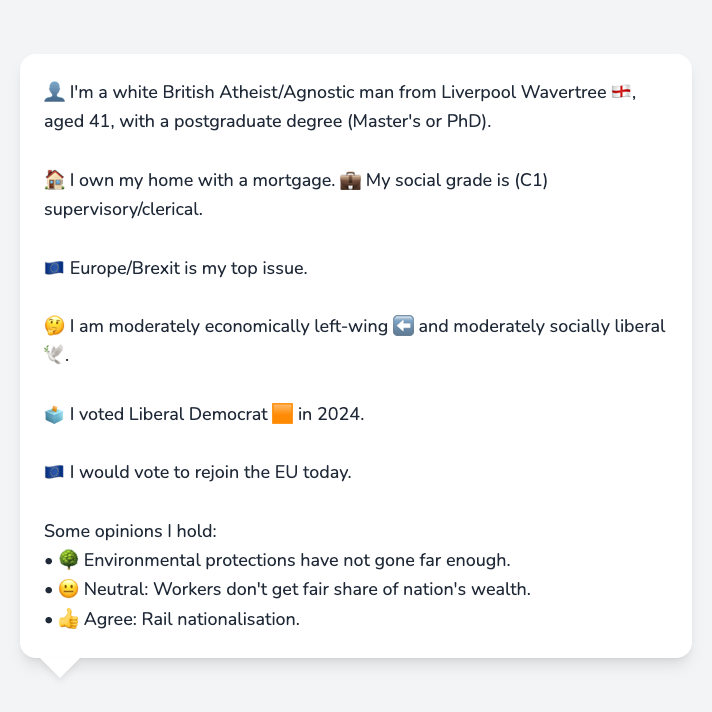 👤 I'm a white British Atheist/Agnostic man from Liverpool Wavertree 🏴󠁧󠁢󠁥󠁮󠁧󠁿,
aged 41, with a postgraduate degree (Master's or PhD).
🏠 I own my home with a mortgage. 💼 My social grade is (C1)
supervisory/clerical.
🇪🇺 Europe/Brexit is my top issue.
🤔 I am moderately economically left-wing ⬅️ and moderately socially liberal
🕊️.
🗳️ I voted Liberal Democrat 🟧 in 2024.
🇪🇺 I would vote to rejoin the EU today.
Some opinions I hold:
• 🌳 Environmental protections have not gone far enough.
• 😐 Neutral: Workers don't get fair share of nation's wealth.
• 👍 Agree: Rail nationalisation.